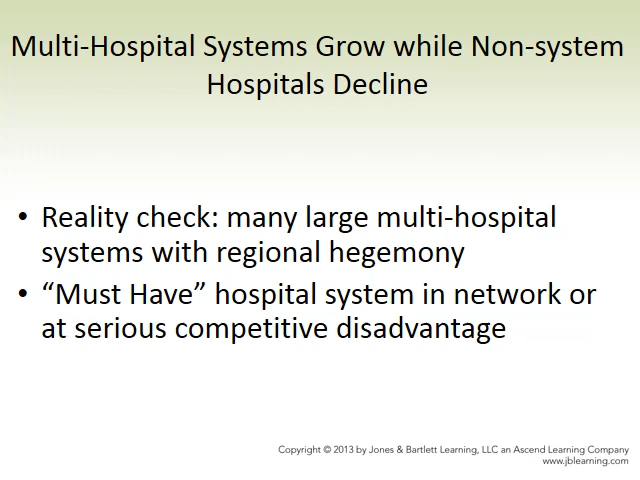 Multi-Hospital Systems Grow while Non-system
Hospitals Decline
• Reality check: many large multi-hospital
systems with regional hegemony
• “Must Have” hospital system in network or
at serious competitive disadvantage
Copyright © 2013 by Jones & Bartlett Learning, LLC an Ascend Learning Company
www.jblearning.com